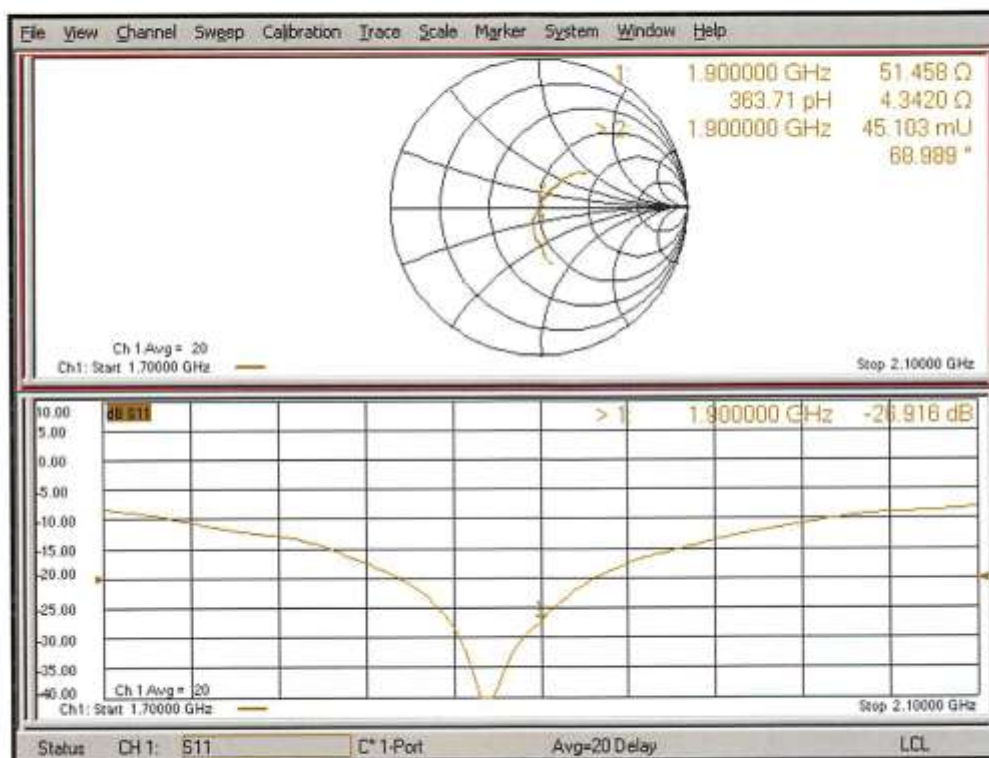 File View Channel Sweep Calibration Trace Scale Marker System Window Help
1: 1.900000 GHz 51.458 Ω
363.71 pH 4.3420 Ω
> 2: 1.900000 GHz 45.103 mU
68.989 °
Ch 1 Avg = 20
Ch1: Start 1.70000 GHz
Stop 2.10000 GHz
dB S11
> 1: 1.900000 GHz -26.916 dB
10.00
5.00
0.00
-5.00
-10.00
-15.00
-20.00
-25.00
-30.00
-35.00
-40.00
1
Ch 1 Avg = 20
Ch1: Start 1.70000 GHz
Stop 2.10000 GHz
Status CH 1: S11 C* 1-Port Avg=20 Delay LCL